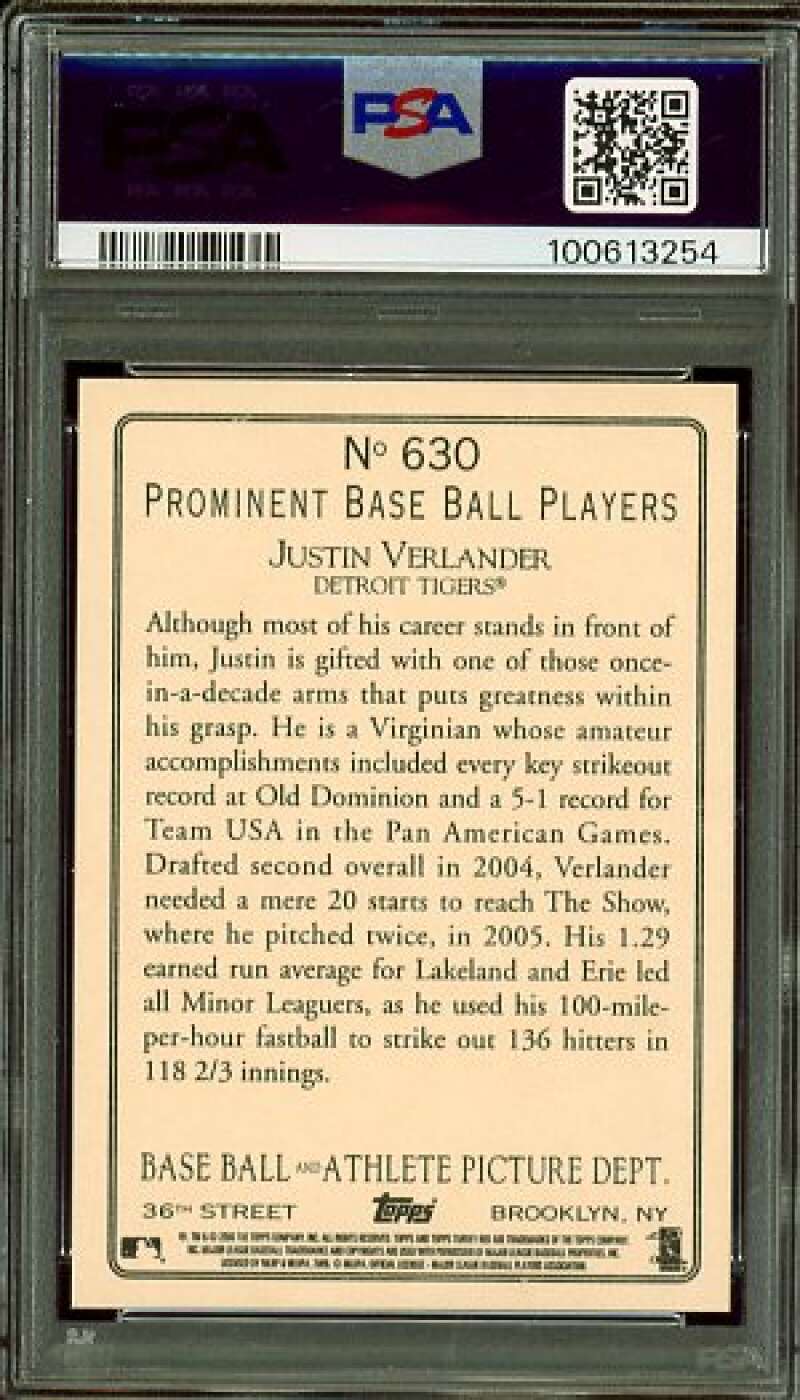 PSA
100613254
No 630
PROMINENT BASE BALL PLAYERS
JUSTIN VERLANDER
DETROIT TIGERS®
Although most of his career stands in front of
him, Justin is gifted with one of those once-
in-a-decade arms that puts greatness within
his grasp. He is a Virginian whose amateur
accomplishments included every key strikeout
record at Old Dominion and a 5-1 record for
Team USA in the Pan American Games.
Drafted second overall in 2004, Verlander
needed a mere 20 starts to reach The Show,
where he pitched twice, in 2005. His 1.29
earned run average for Lakeland and Erie led
all Minor Leaguers, as he used his 100-mile-
per-hour fastball to strike out 136 hitters in
118 2/3 innings.
BASE BALL AND ATHLETE PICTURE DEPT.
36TH STREET Topps BROOKLYN, NY